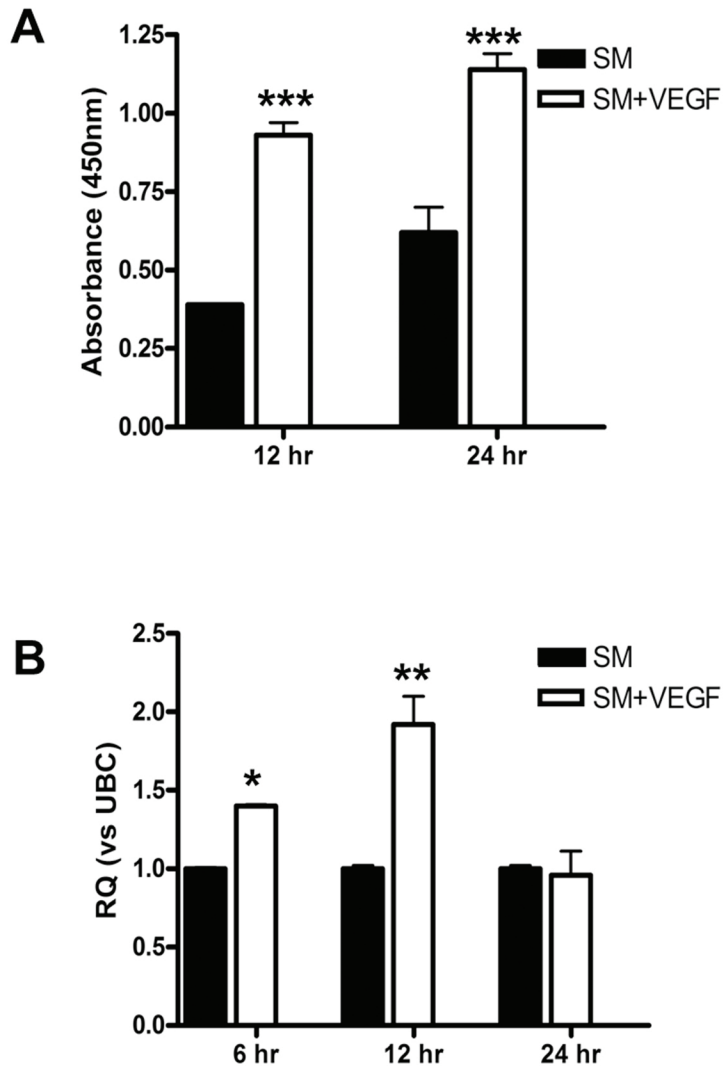 A
Absorbance (450nm)
1.25
1.00
0.75
0.50
0.25
0.00
***
***
SM
SM+VEGF
12 hr
24 hr
B
RQ (vs UBC)
2.5
2.0
1.5
1.0
0.5
0.0
*
**
SM
SM+VEGF
6 hr
12 hr
24 hr